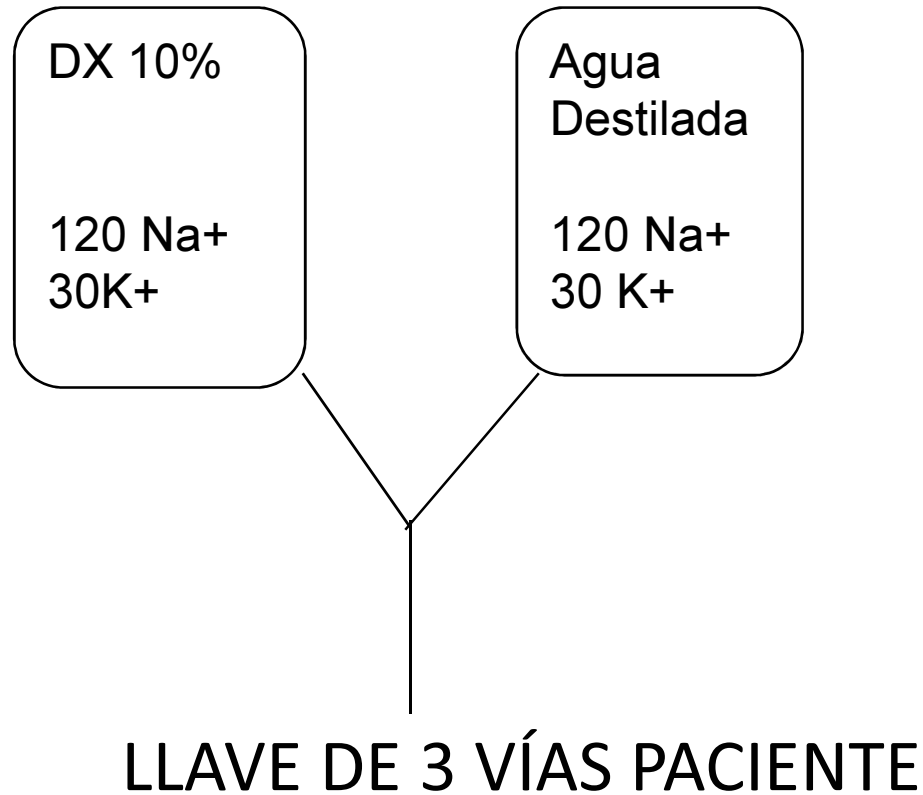 DX 10%
120 Na+
30K+
Agua
Destilada
120 Na+
30 K+
LLAVE DE 3 VÍAS PACIENTE